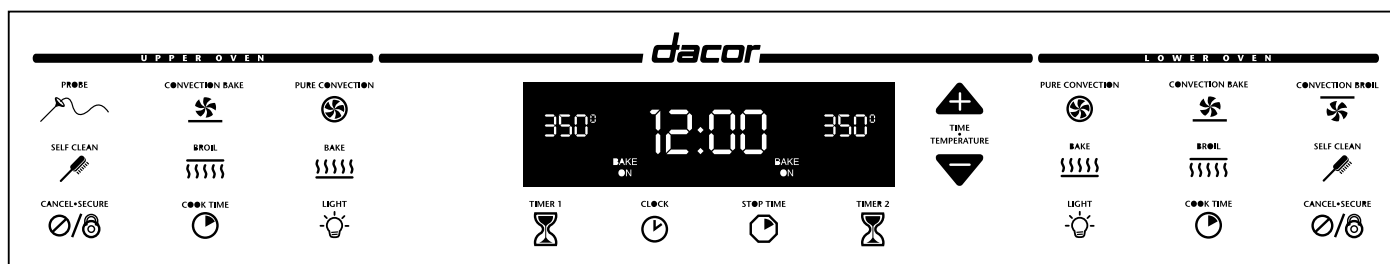 dacor
UPPER OVEN
LOWER OVEN
PROBE
CONVECTION BAKE
PURE CONVECTION
SELF CLEAN
BROIL
BAKE
CANCEL•SECURE
COOK TIME
LIGHT
350°
12:00
350°
BAKE
ON
BAKE
ON
TIMER 1
CLOCK
STOP TIME
TIMER 2
TIME
•
TEMPERATURE
PURE CONVECTION
CONVECTION BAKE
CONVECTION BROIL
BAKE
BROIL
SELF CLEAN
LIGHT
COOK TIME
CANCEL•SECURE